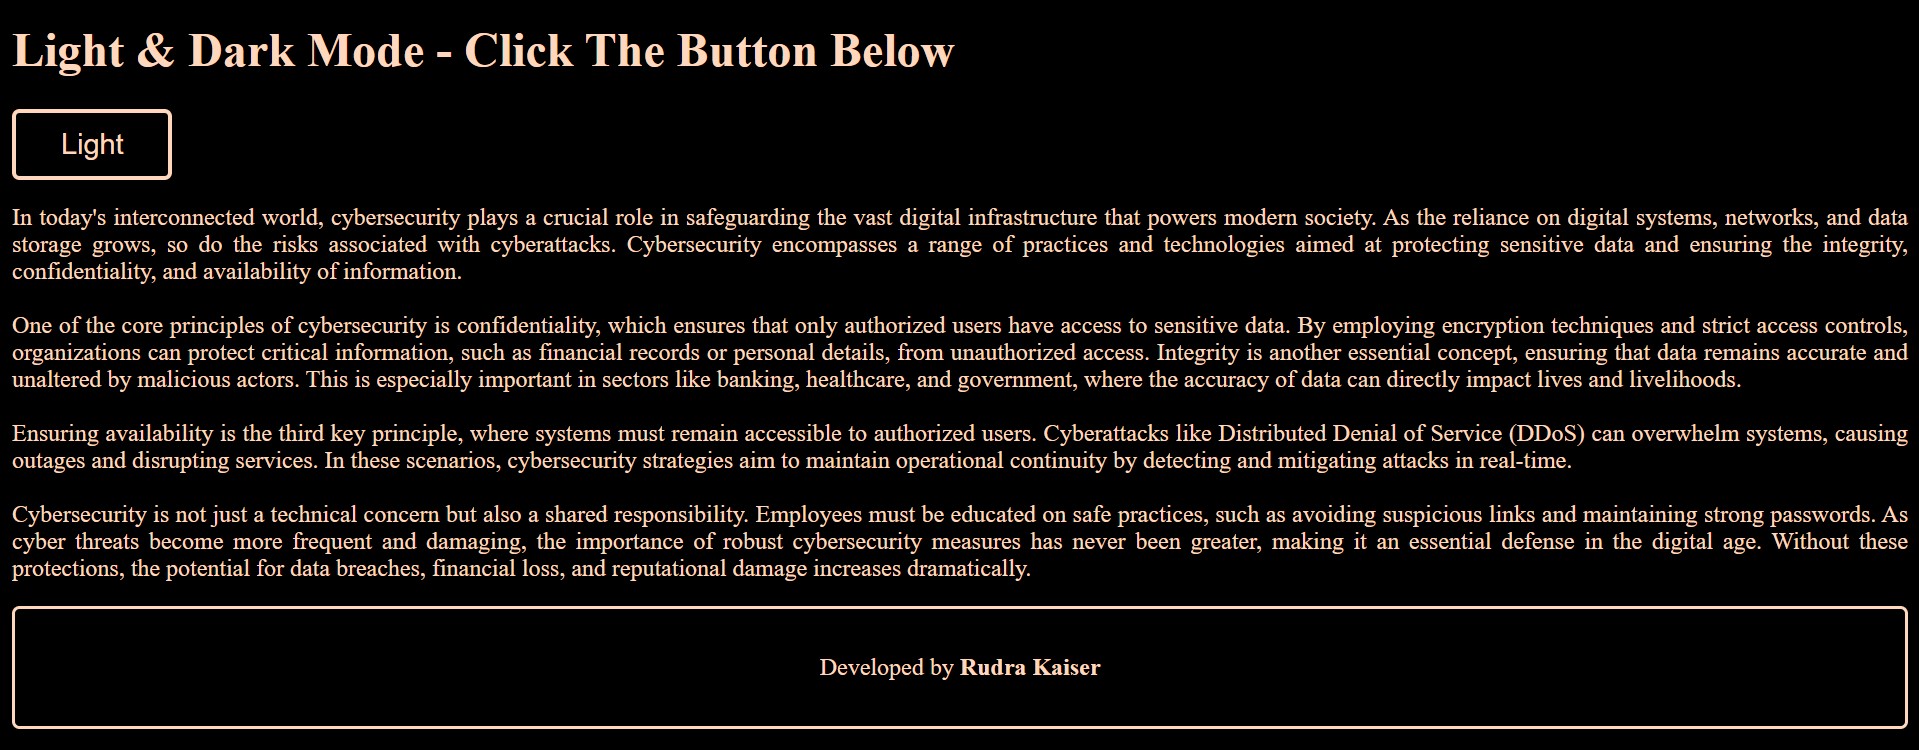 Light & Dark Mode - Click The Button Below
Light
In today's interconnected world, cybersecurity plays a crucial role in safeguarding the vast digital infrastructure that powers modern society. As the reliance on digital systems, networks, and data
storage grows, so do the risks associated with cyberattacks. Cybersecurity encompasses a range of practices and technologies aimed at protecting sensitive data and ensuring the integrity,
confidentiality, and availability of information.
One of the core principles of cybersecurity is confidentiality, which ensures that only authorized users have access to sensitive data. By employing encryption techniques and strict access controls,
organizations can protect critical information, such as financial records or personal details, from unauthorized access. Integrity is another essential concept, ensuring that data remains accurate and
unaltered by malicious actors. This is especially important in sectors like banking, healthcare, and government, where the accuracy of data can directly impact lives and livelihoods.
Ensuring availability is the third key principle, where systems must remain accessible to authorized users. Cyberattacks like Distributed Denial of Service (DDoS) can overwhelm systems, causing
outages and disrupting services. In these scenarios, cybersecurity strategies aim to maintain operational continuity by detecting and mitigating attacks in real-time.
Cybersecurity is not just a technical concern but also a shared responsibility. Employees must be educated on safe practices, such as avoiding suspicious links and maintaining strong passwords. As
cyber threats become more frequent and damaging, the importance of robust cybersecurity measures has never been greater, making it an essential defense in the digital age. Without these
protections, the potential for data breaches, financial loss, and reputational damage increases dramatically.
Developed by Rudra Kaiser